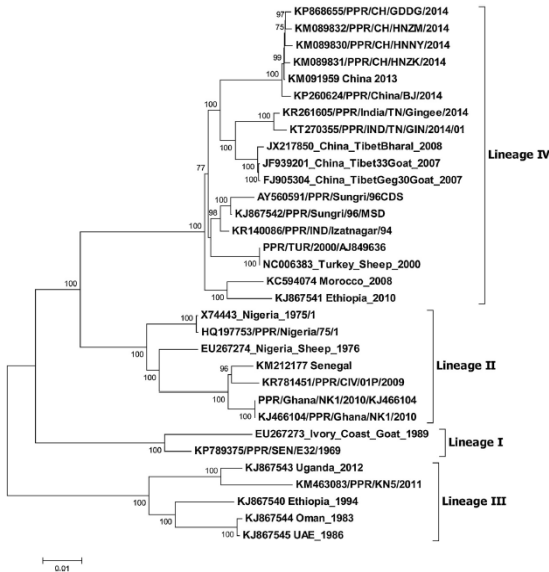 97
KP868655/PPR/CH/GDDG/2014
75
KM089832/PPR/CH/HNZM/2014
KM089830/PPR/CH/HNNY/2014
99
KM089831/PPR/CH/HNZK/2014
100
KM091959 China 2013
KP260624/PPR/China/BJ/2014
100
KR261605/PPR/India/TN/Gingee/2014
100
KT270355/PPR/IND/TN/GIN/2014/01
100
JX217850_China_TibetBharal_2008
Lineage IV
100
JF939201_China_Tibet33Goat_2007
77
100
FJ905304_China_TibetGeg30Goat_2007
100
AY560591/PPR/Sungri/96CDS
98
KJ867542/PPR/Sungri/96/MSD
100
KR140086/PPR/IND/Izatnagar/94
PPR/TUR/2000/AJ849636
100
NC006383_Turkey_Sheep_2000
KC594074 Morocco_2008
100
KJ867541 Ethiopia_2010
X74443_Nigeria_1975/1
100
100
HQ197753/PPR/Nigeria/75/1
100
EU267274_Nigeria_Sheep_1976
KM212177 Senegal
Lineage II
100
96
KR781451/PPR/CIV/01P/2009
100
PPR/Ghana/NK1/2010/KJ466104
100
KJ466104/PPR/Ghana/NK1/2010
EU267273_Ivory_Coast_Goat_1989
100
Lineage I
100
KP789375/PPR/SEN/E32/1969
KJ867543 Uganda_2012
100
KM463083/PPR/KN5/2011
100
KJ867540 Ethiopia_1994
Lineage III
100
KJ867544 Oman_1983
100
KJ867545 UAE_1986
0.01